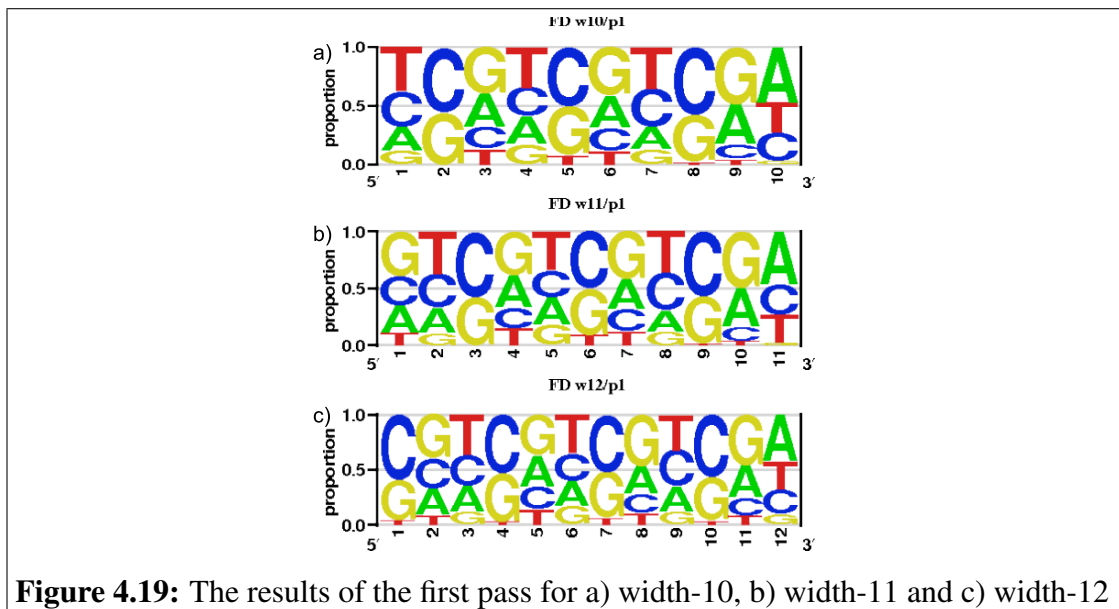 FD w10/p1
a)
proportion
1.0
0.5
0.0
T C G T C G T C G A
C G A C G A C G A T
A C A C A C C
G T G T T G T T
5′ 1 2 3 4 5 6 7 8 9 10 3′
FD w11/p1
b)
proportion
1.0
0.5
0.0
G T C G T C G T C G A
C C G A C G A C G A C
A A C A T C A T C T
T G T G T G T
5′ 1 2 3 4 5 6 7 8 9 10 11 3′
FD w12/p1
c)
proportion
1.0
0.5
0.0
C G T C G T C G T C G A
G C C G A C G A C G A T
T A A T C A T C A T C C
T G T G T G T G
5′ 1 2 3 4 5 6 7 8 9 10 11 12 3′
Figure 4.19: The results of the first pass for a) width-10, b) width-11 and c) width-12